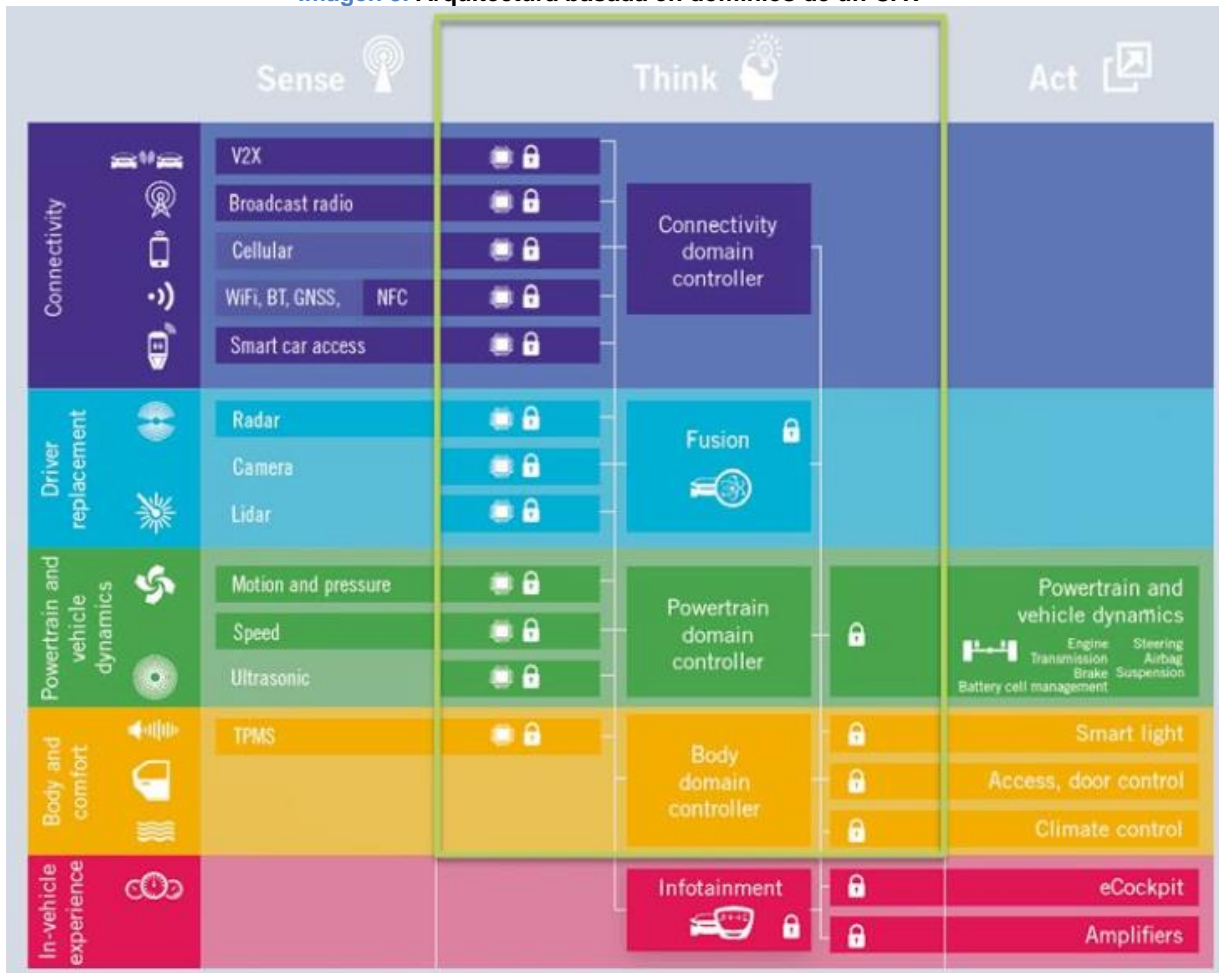 Imagen 3. Arquitectura basada en dominios de un CAV
Sense
Think
Act
Connectivity
V2X
Broadcast radio
Cellular
WiFi, BT, GNSS, NFC
Smart car access
Connectivity
domain
controller
Driver
replacement
Radar
Camera
Lidar
Fusion
Powertrain and
vehicle
dynamics
Motion and pressure
Speed
Ultrasonic
Powertrain
domain
controller
Powertrain and
vehicle dynamics
Engine Steering
Transmission Airbag
Brake Suspension
Battery cell management
Body and
comfort
TPMS
Body
domain
controller
Smart light
Access, door control
Climate control
In-vehicle
experience
Infotainment
eCockpit
Amplifiers